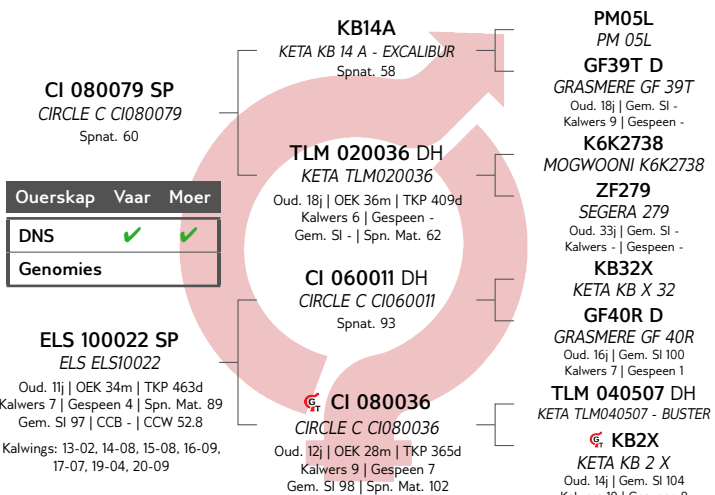 CI 080079 SP
CIRCLE C CI080079
Spnat. 60
Ouerskap Vaar Moer
DNS ✔ ✔
Genomies
ELS 100022 SP
ELS ELS10022
Oud. 11j | OEK 34m | TKP 463d
Kalwers 7 | Gespeen 4 | Spn. Mat. 89
Gem. SI 97 | CCB - | CCW 52.8
Kalwings: 13-02, 14-08, 15-08, 16-09,
17-07, 19-04, 20-09
KB14A
KETA KB 14 A - EXCALIBUR
Spnat. 58
TLM 020036 DH
KETA TLM020036
Oud. 18j | OEK 36m | TKP 409d
Kalwers 6 | Gespeen -
Gem. SI - | Spn. Mat. 62
CI 060011 DH
CIRCLE C CI060011
Spnat. 93
GT CI 080036
CIRCLE C CI080036
Oud. 12j | OEK 28m | TKP 365d
Kalwers 9 | Gespeen 7
Gem. SI 98 | Spn. Mat. 102
PM05L
PM 05L
GF39T D
GRASMERE GF 39T
Oud. 18j | Gem. SI -
Kalwers 9 | Gespeen -
K6K2738
MOGWOONI K6K2738
ZF279
SEGERA 279
Oud. 33j | Gem. SI -
Kalwers - | Gespeen -
KB32X
KETA KB X 32
GF40R D
GRASMERE GF 40R
Oud. 16j | Gem. SI 100
Kalwers 7 | Gespeen 1
TLM 040507 DH
KETA TLM040507 - BUSTER
GT KB2X
KETA KB 2 X
Oud. 14j | Gem. SI 104